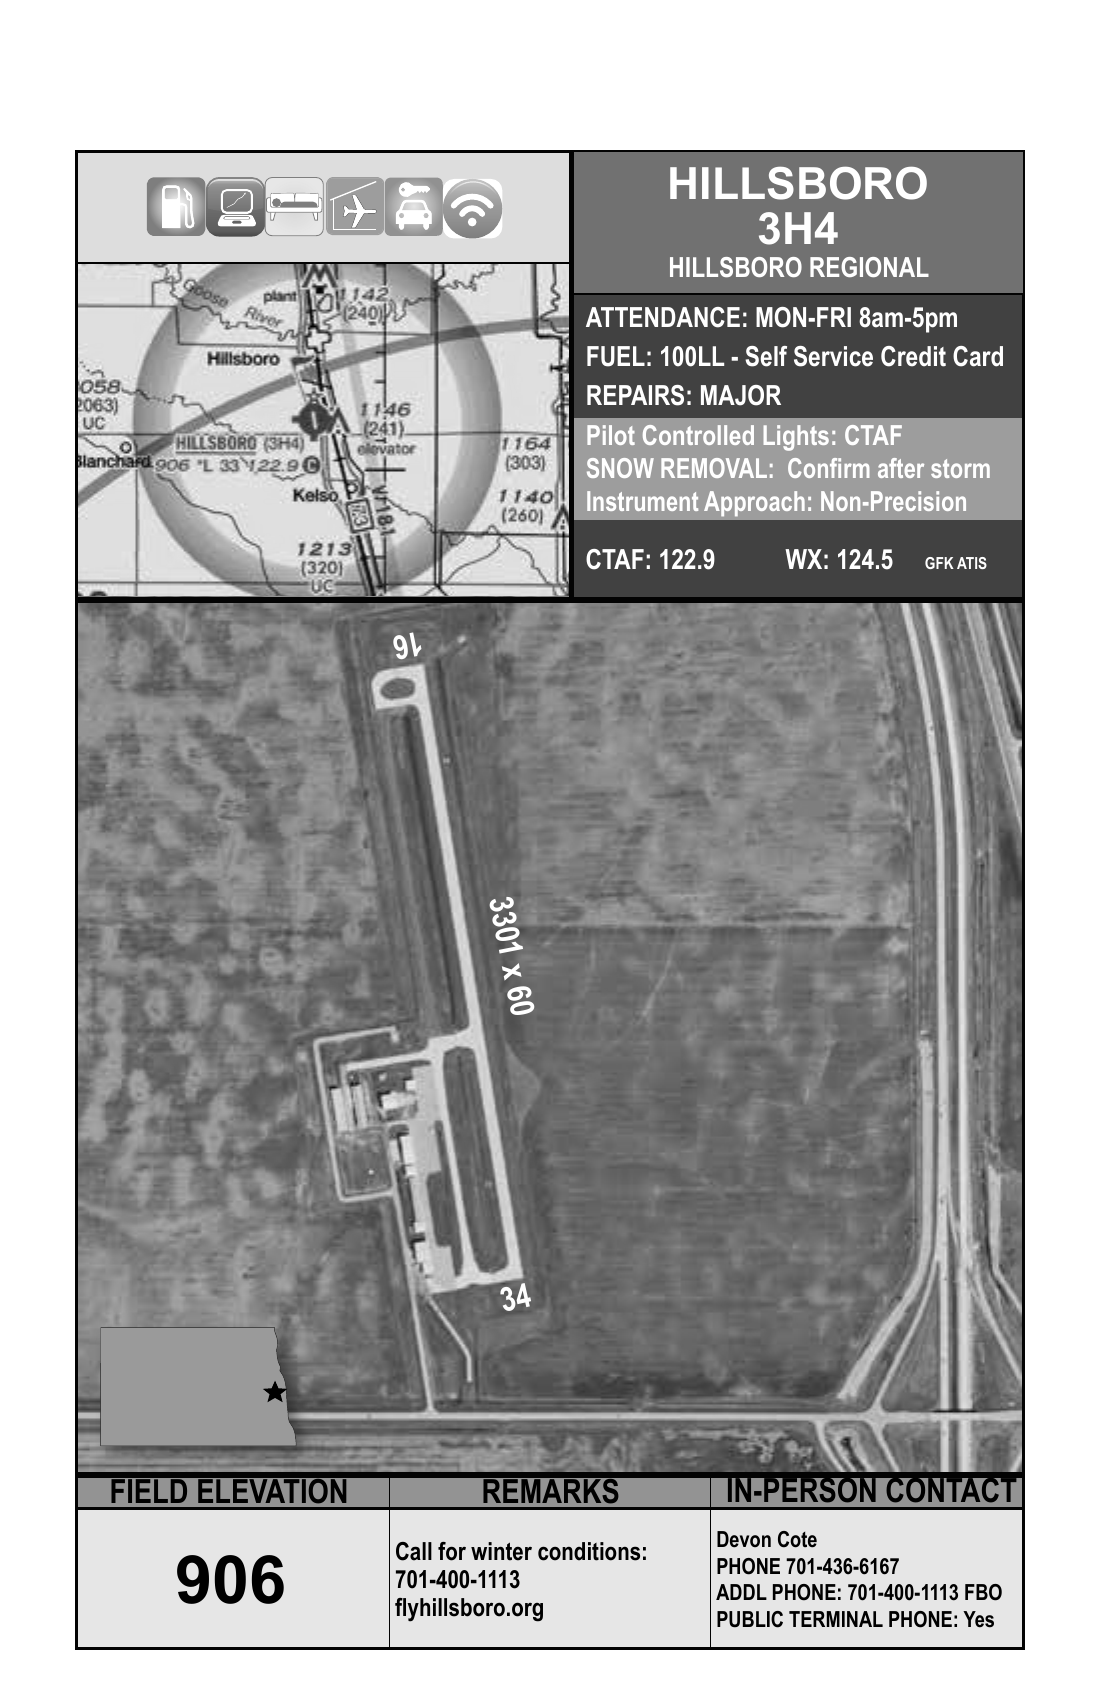 HILLSBORO
3H4
HILLSBORO REGIONAL
ATTENDANCE: MON-FRI 8am-5pm
FUEL: 100LL - Self Service Credit Card
REPAIRS: MAJOR
Pilot Controlled Lights: CTAF
SNOW REMOVAL: Confirm after storm
Instrument Approach: Non-Precision
CTAF: 122.9 WX: 124.5 GFK ATIS
Goose
River
plant
1142
(240)
Hillsboro
1058
2063)
UC
1146
(241)
elevator
HILLSBORO (3H4)
Blanchard 906 *L 33 122.9 C
1164
(303)
Kelso
V181
1140
(260)
1213
(320)
UC
16
3301 x 60
34
FIELD ELEVATION
906
REMARKS
Call for winter conditions:
701-400-1113
flyhillsboro.org
IN-PERSON CONTACT
Devon Cote
PHONE 701-436-6167
ADDL PHONE: 701-400-1113 FBO
PUBLIC TERMINAL PHONE: Yes